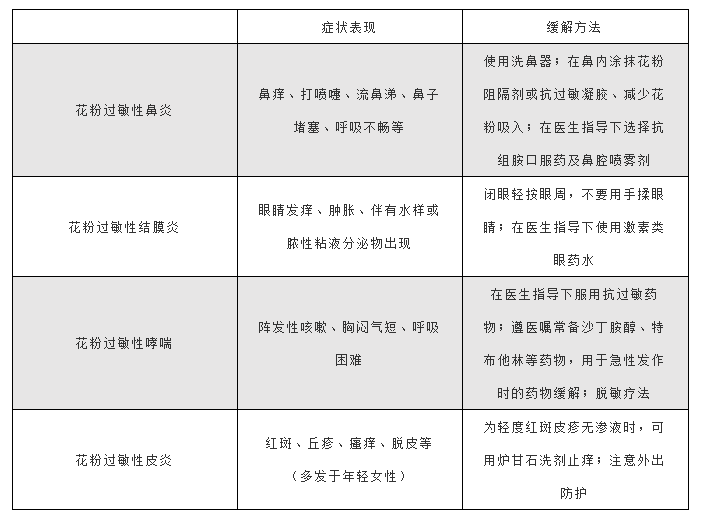 症状表现
缓解方法
花粉过敏性鼻炎
鼻痒、打喷嚏、流鼻涕、鼻子
堵塞、呼吸不畅等
使用洗鼻器；在鼻内涂抹花粉
阻隔剂或抗过敏凝胶、减少花
粉吸入；在医生指导下选择抗
组胺口服药及鼻腔喷雾剂
花粉过敏性结膜炎
眼睛发痒、肿胀、伴有水样或
脓性粘液分泌物出现
闭眼轻按眼周，不要用手揉眼
睛；在医生指导下使用激素类
眼药水
花粉过敏性哮喘
阵发性咳嗽、胸闷气短、呼吸
困难
在医生指导下服用抗过敏药
物；遵医嘱常备沙丁胺醇、特
布他林等药物，用于急性发作
时的药物缓解；脱敏疗法
花粉过敏性皮炎
红斑、丘疹、瘙痒、脱皮等
（多发于年轻女性）
为轻度红斑皮疹无渗液时，可
用炉甘石洗剂止痒；注意外出
防护